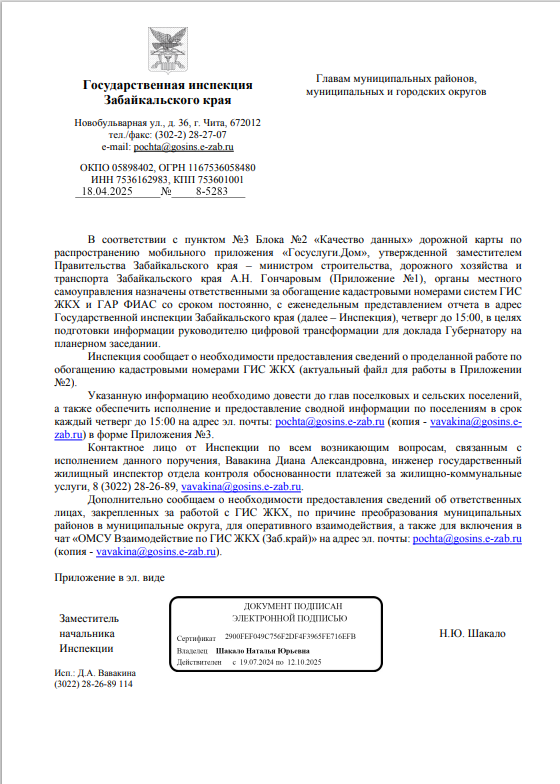 Государственная инспекция
Забайкальского края
Новобульварная ул., д. 36, г. Чита, 672012
тел./факс: (302-2) 28-27-07
e-mail: pochta@gosins.e-zab.ru
ОКПО 05898402, ОГРН 1167536058480
ИНН 7536162983, КПП 753601001
18.04.2025 № 8-5283
Главам муниципальных районов,
муниципальных и городских округов
В соответствии с пунктом №3 Блока №2 «Качество данных» дорожной карты по
распространению мобильного приложения «Госуслуги.Дом», утвержденной заместителем
Правительства Забайкальского края – министром строительства, дорожного хозяйства и
транспорта Забайкальского края А.Н. Гончаровым (Приложение №1), органы местного
самоуправления назначены ответственными за обогащение кадастровыми номерами систем ГИС
ЖКХ и ГАР ФИАС со сроком постоянно, с еженедельным представлением отчета в адрес
Государственной инспекции Забайкальского края (далее – Инспекция), четверг до 15:00, в целях
подготовки информации руководителю цифровой трансформации для доклада Губернатору на
планерном заседании.
Инспекция сообщает о необходимости предоставления сведений о проделанной работе по
обогащению кадастровыми номерами ГИС ЖКХ (актуальный файл для работы в Приложении
№2).
Указанную информацию необходимо довести до глав поселковых и сельских поселений,
а также обеспечить исполнение и предоставление сводной информации по поселениям в срок
каждый четверг до 15:00 на адрес эл. почты: pochta@gosins.e-zab.ru (копия - vavakina@gosins.e-
zab.ru) в форме Приложения №3.
Контактное лицо от Инспекции по всем возникающим вопросам, связанным с
исполнением данного поручения, Вавакина Диана Александровна, инженер государственный
жилищный инспектор отдела контроля обоснованности платежей за жилищно-коммунальные
услуги, 8 (3022) 28-26-89, vavakina@gosins.e-zab.ru.
Дополнительно сообщаем о необходимости предоставления сведений об ответственных
лицах, закрепленных за работой с ГИС ЖКХ, по причине преобразования муниципальных
районов в муниципальные округа, для оперативного взаимодействия, а также для включения в
чат «ОМСУ Взаимодействие по ГИС ЖКХ (Заб.край)» на адрес эл. почты: pochta@gosins.e-zab.ru
(копия - vavakina@gosins.e-zab.ru).
Приложение в эл. виде
Заместитель
начальника
Инспекции
ДОКУМЕНТ ПОДПИСАН
ЭЛЕКТРОННОЙ ПОДПИСЬЮ
Сертификат 2900FEF049C756F2DF4F3965FE716EFB
Владелец Шакало Наталья Юрьевна
Действителен с 19.07.2024 по 12.10.2025
Н.Ю. Шакало
Исп.: Д.А. Вавакина
(3022) 28-26-89 114